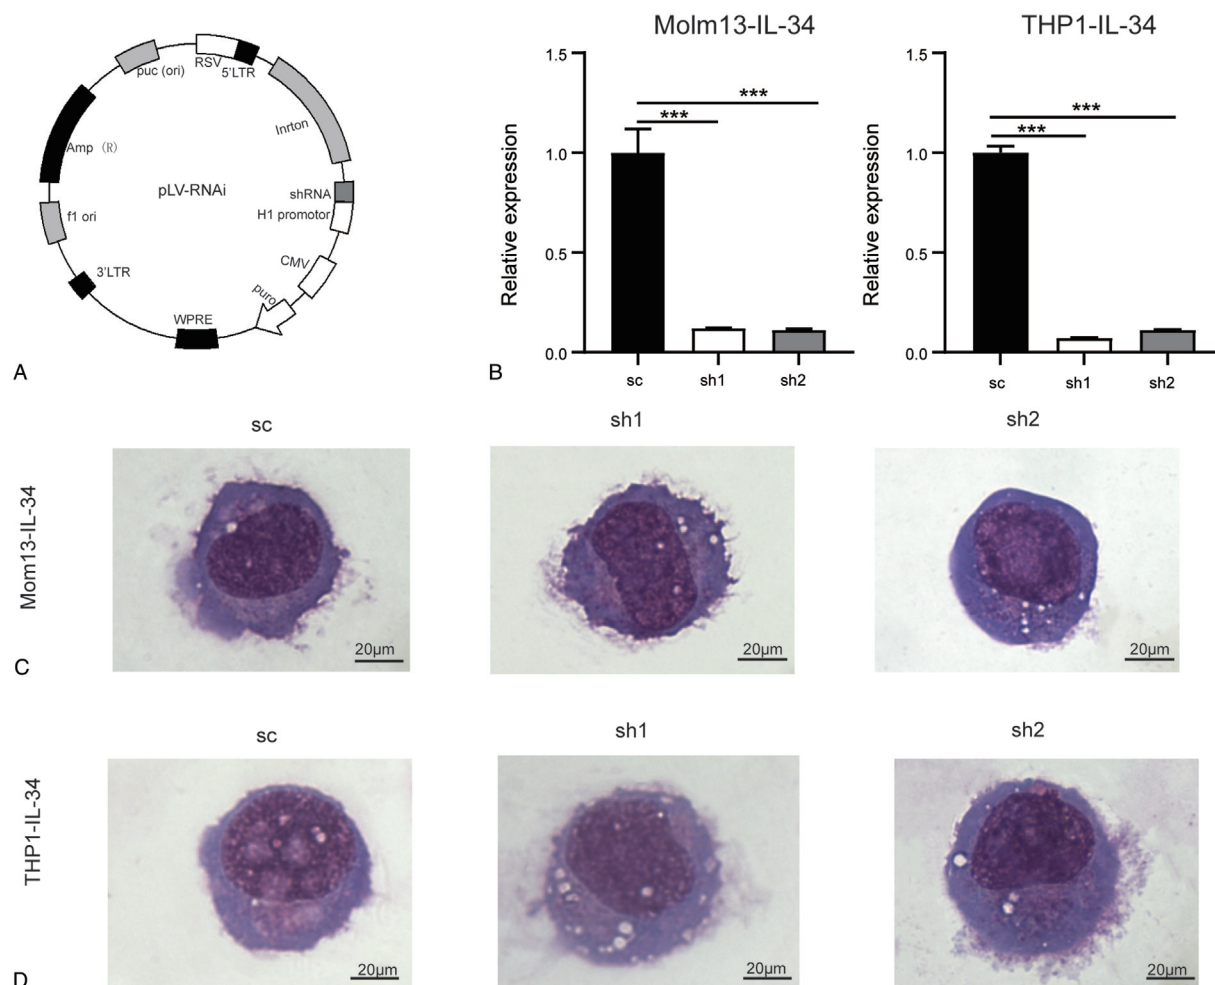 Molm13-IL-34
THP1-IL-34
puc (ori)
RSV
5'LTR
Inrton
Amp (R)
pLV-RNAi
shRNA
H1 promotor
f1 ori
CMV
3'LTR
puro
WPRE
A
Relative expression
1.5
1.0
0.5
0.0
***
***
sc
sh1
sh2
B
Relative expression
1.5
1.0
0.5
0.0
***
***
sc
sh1
sh2
sc
sh1
sh2
Mom13-IL-34
20µm
20µm
20µm
C
sc
sh1
sh2
THP1-IL-34
20µm
20µm
20µm
D